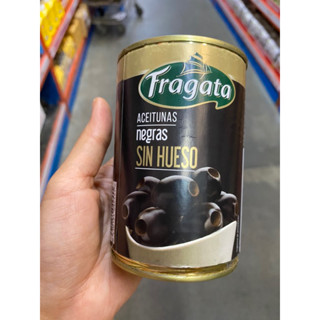 Fragata
ACEITUNAS
negras
SIN HUESO